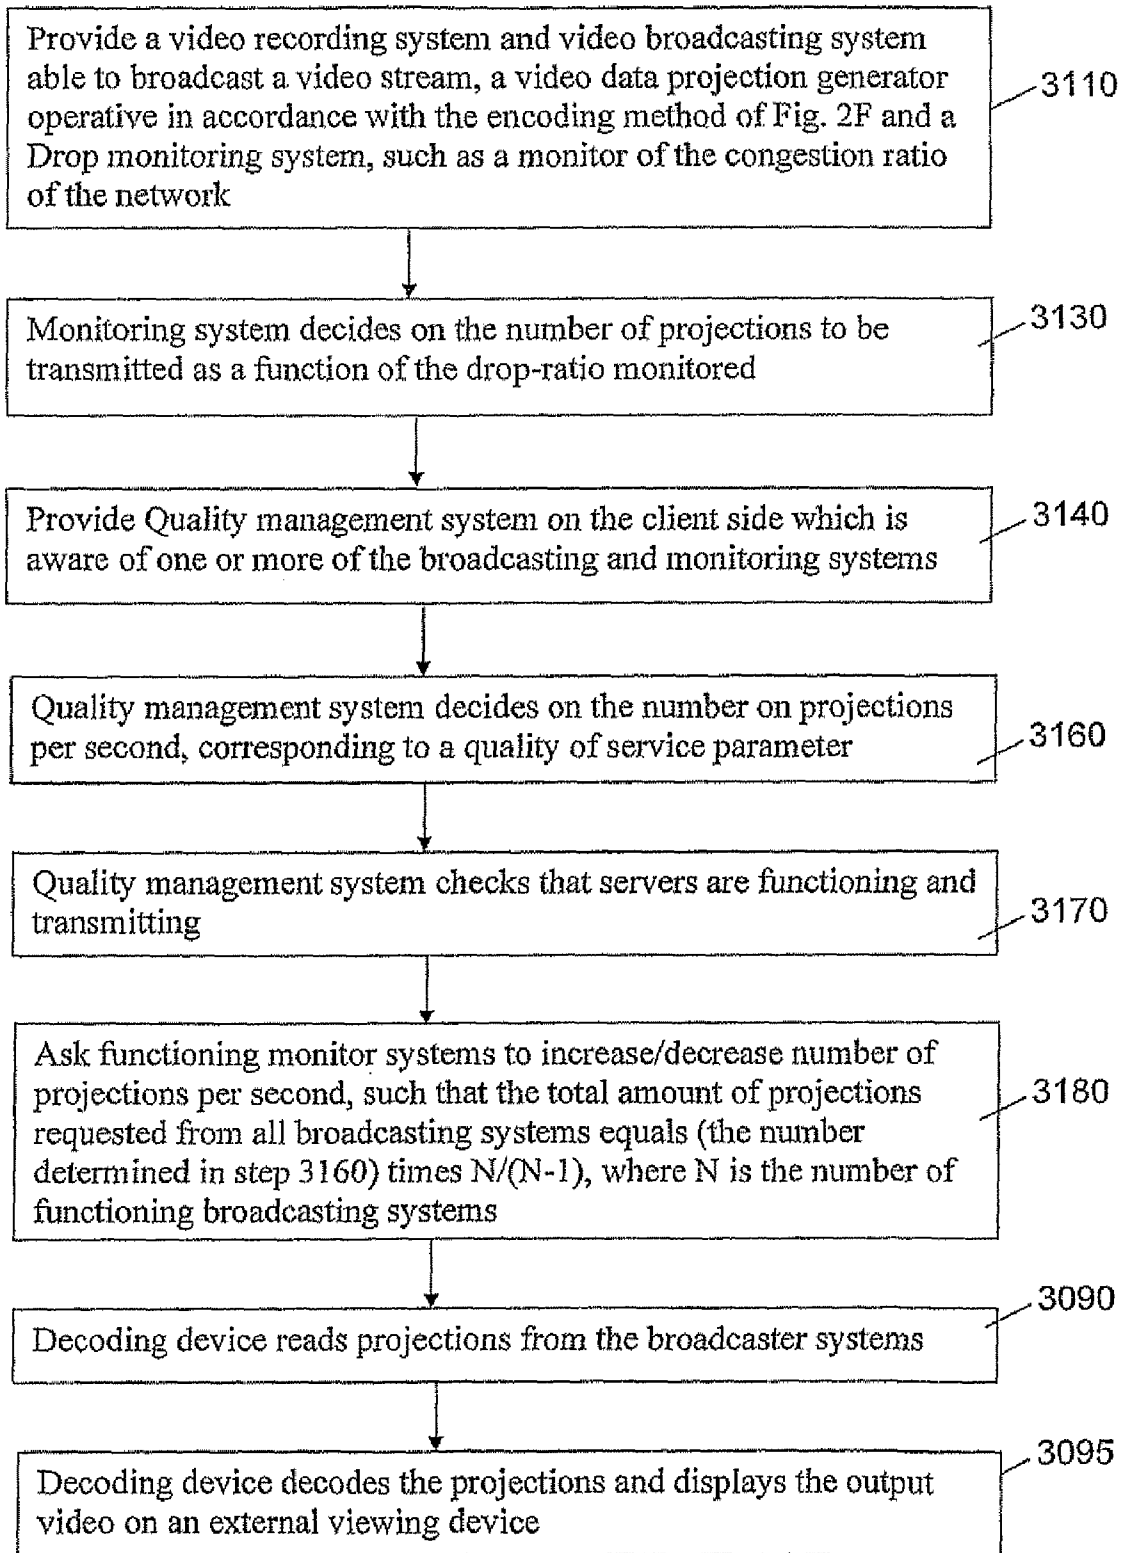 Provide a video recording system and video broadcasting system
able to broadcast a video stream, a video data projection generator
operative in accordance with the encoding method of Fig. 2F and a
Drop monitoring system, such as a monitor of the congestion ratio
of the network
3110
Monitoring system decides on the number of projections to be
transmitted as a function of the drop-ratio monitored
3130
Provide Quality management system on the client side which is
aware of one or more of the broadcasting and monitoring systems
3140
Quality management system decides on the number on projections
per second, corresponding to a quality of service parameter
3160
Quality management system checks that servers are functioning and
transmitting
3170
Ask functioning monitor systems to increase/decrease number of
projections per second, such that the total amount of projections
requested from all broadcasting systems equals (the number
determined in step 3160) times N/(N-1), where N is the number of
functioning broadcasting systems
3180
Decoding device reads projections from the broadcaster systems
3090
Decoding device decodes the projections and displays the output
video on an external viewing device
3095